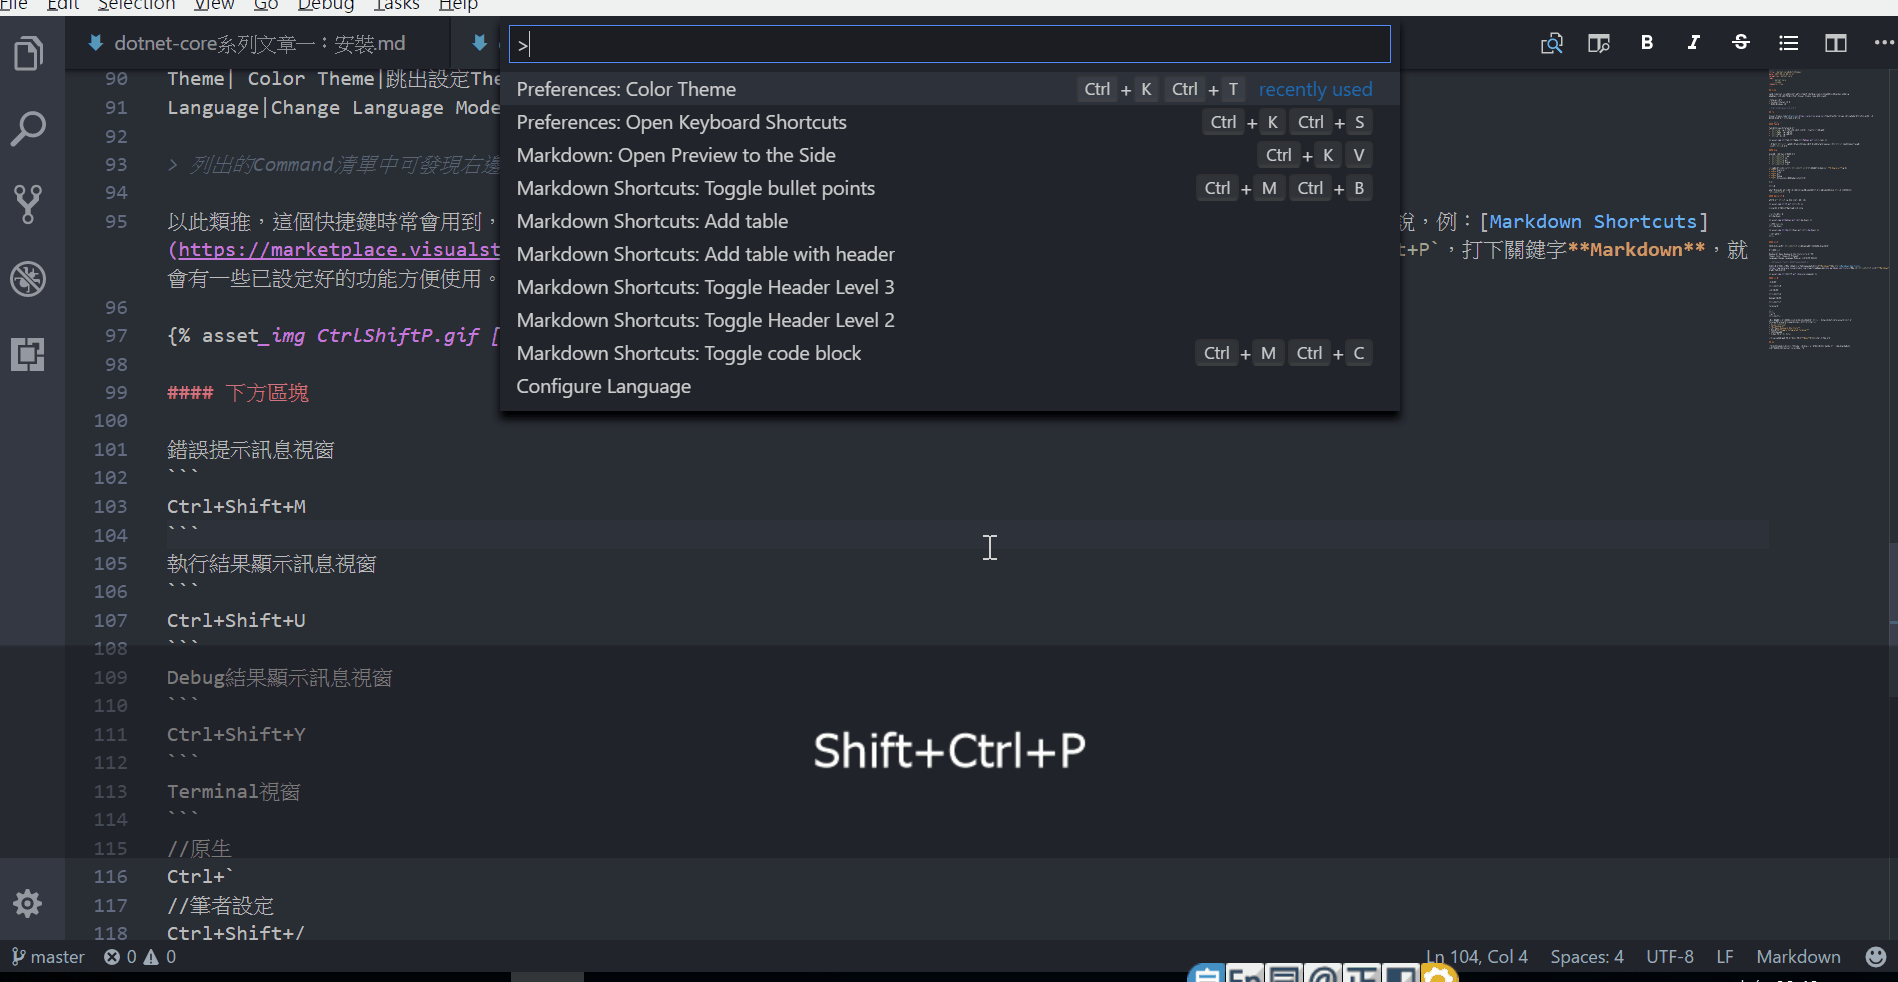 File Edit Selection View Go Debug Tasks Help
dotnet-core系列文章一：安裝.md
>
Preferences: Color Theme Ctrl + K Ctrl + T recently used
Preferences: Open Keyboard Shortcuts Ctrl + K Ctrl + S
Markdown: Open Preview to the Side Ctrl + K V
Markdown Shortcuts: Toggle bullet points Ctrl + M Ctrl + B
Markdown Shortcuts: Add table
Markdown Shortcuts: Add table with header
Markdown Shortcuts: Toggle Header Level 3
Markdown Shortcuts: Toggle Header Level 2
Markdown Shortcuts: Toggle code block Ctrl + M Ctrl + C
Configure Language
90 Theme| Color Theme|跳出設定The
91 Language|Change Language Mode
92
93 > 列出的Command清單中可發現右邊
94
95 以此類推，這個快捷鍵時常會用到， 說，例：[Markdown Shortcuts]
(https://marketplace.visualst t+P`，打下關鍵字**Markdown**，就
會有一些已設定好的功能方便使用。
96
97 {% asset_img CtrlShiftP.gif [
98
99 #### 下方區塊
100
101 錯誤提示訊息視窗
102 ```
103 Ctrl+Shift+M
104 ```
105 執行結果顯示訊息視窗
106 ```
107 Ctrl+Shift+U
108 ```
109 Debug結果顯示訊息視窗
110 ```
111 Ctrl+Shift+Y
112 ```
113 Terminal視窗
114 ```
115 //原生
116 Ctrl+`
117 //筆者設定
118 Ctrl+Shift+/
Shift+Ctrl+P
master 0 0 Ln 104, Col 4 Spaces: 4 UTF-8 LF Markdown